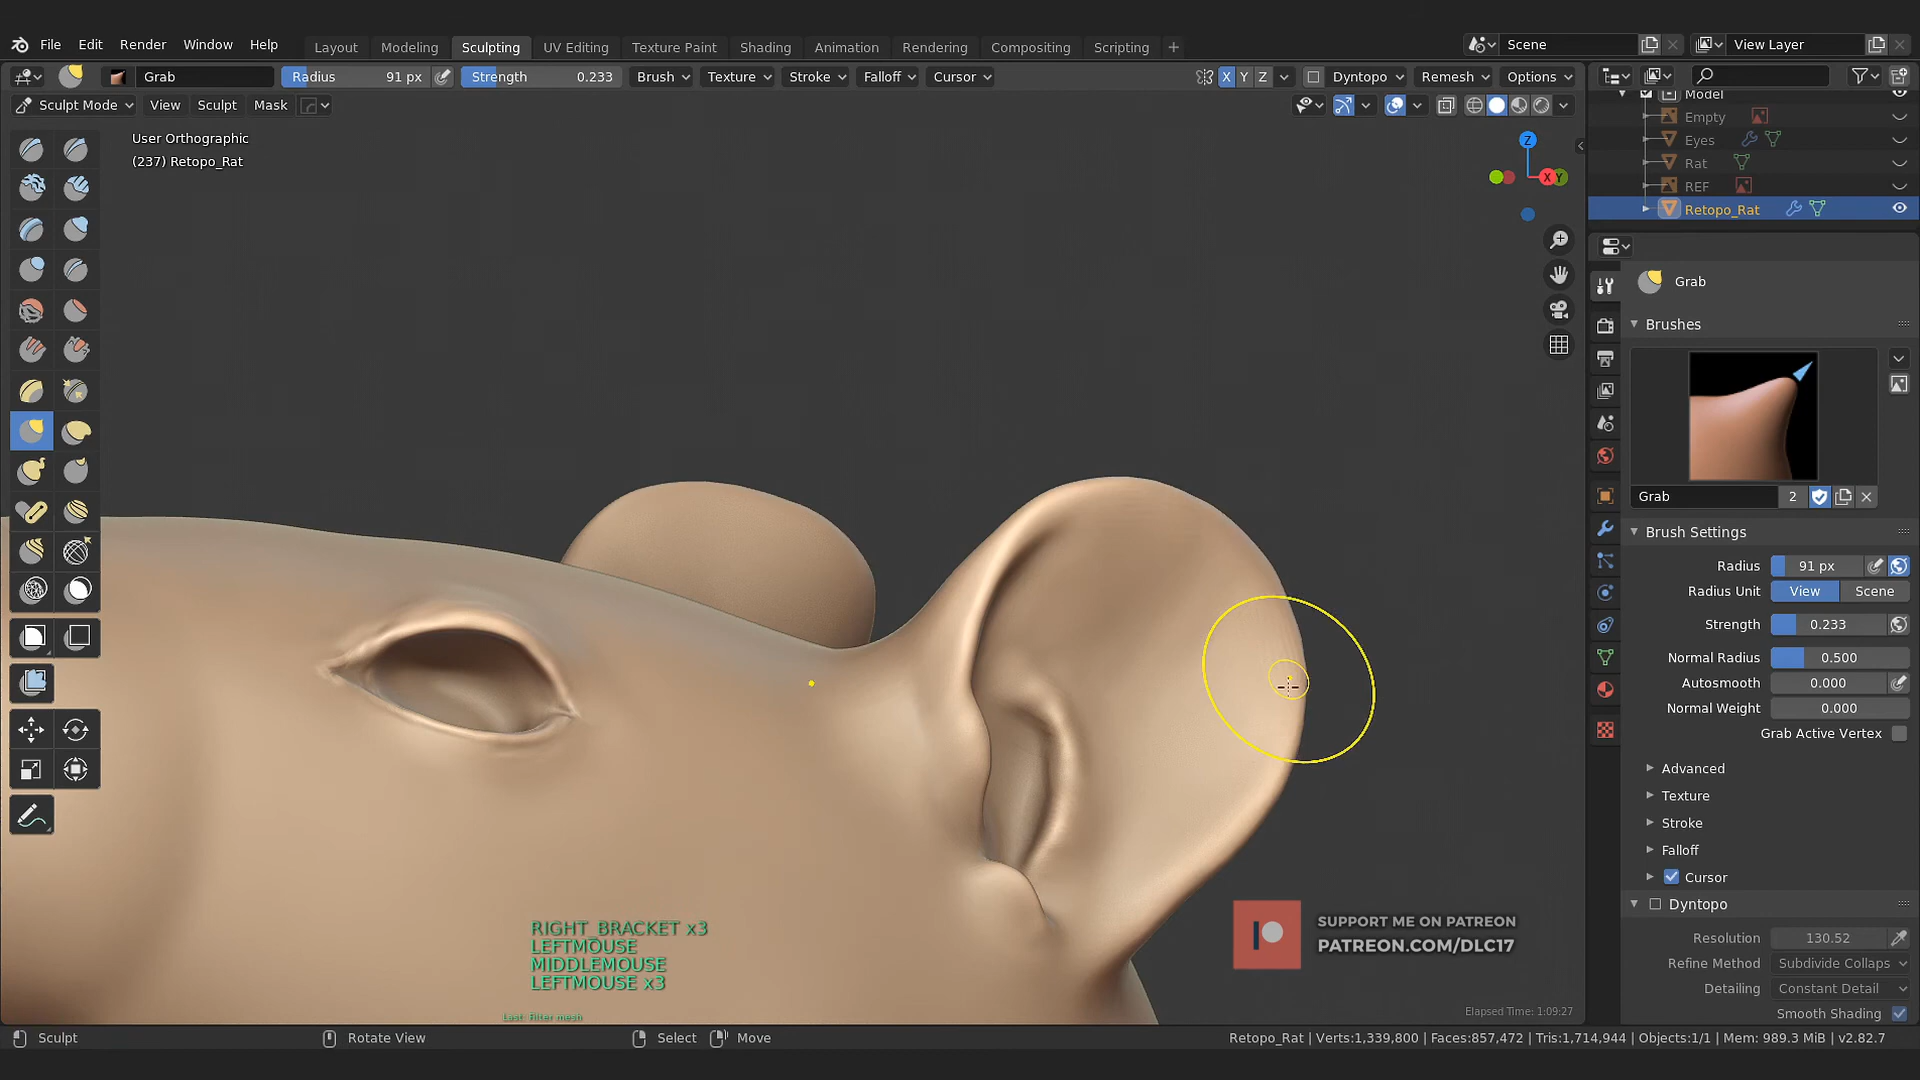 File Edit Render Window Help Layout Modeling Sculpting UV Editing Texture Paint Shading Animation Rendering Compositing Scripting + Scene View Layer
Grab Radius 91 px Strength 0.233 Brush Texture Stroke Falloff Cursor X Y Z Dyntopo Remesh Options
Sculpt Mode View Sculpt Mask
User Orthographic
(237) Retopo_Rat
Z
X Y
Model
Empty
Eyes
Rat
REF
Retopo_Rat
Grab
Brushes
Grab 2
Brush Settings
Radius 91 px
Radius Unit View Scene
Strength 0.233
Normal Radius 0.500
Autosmooth 0.000
Normal Weight 0.000
Grab Active Vertex
Advanced
Texture
Stroke
Falloff
Cursor
Dyntopo
Resolution 130.52
Refine Method Subdivide Collaps
Detailing Constant Detail
Smooth Shading
RIGHT_BRACKET x3
LEFTMOUSE
MIDDLEMOUSE
LEFTMOUSE x3
Last: Filter mesh
SUPPORT ME ON PATREON
PATREON.COM/DLC17
Elapsed Time: 1:09:27
Sculpt Rotate View Select Move Retopo_Rat | Verts:1,339,800 | Faces:857,472 | Tris:1,714,944 | Objects:1/1 | Mem: 989.3 MiB | v2.82.7